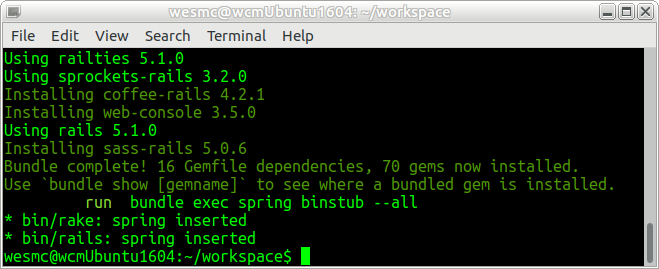 wesmc@wcmUbuntu1604: ~/workspace
File Edit View Search Terminal Help
Using railties 5.1.0
Using sprockets-rails 3.2.0
Installing coffee-rails 4.2.1
Installing web-console 3.5.0
Using rails 5.1.0
Installing sass-rails 5.0.6
Bundle complete! 16 Gemfile dependencies, 70 gems now installed.
Use `bundle show [gemname]` to see where a bundled gem is installed.
         run  bundle exec spring binstub --all
* bin/rake: spring inserted
* bin/rails: spring inserted
wesmc@wcmUbuntu1604:~/workspace$